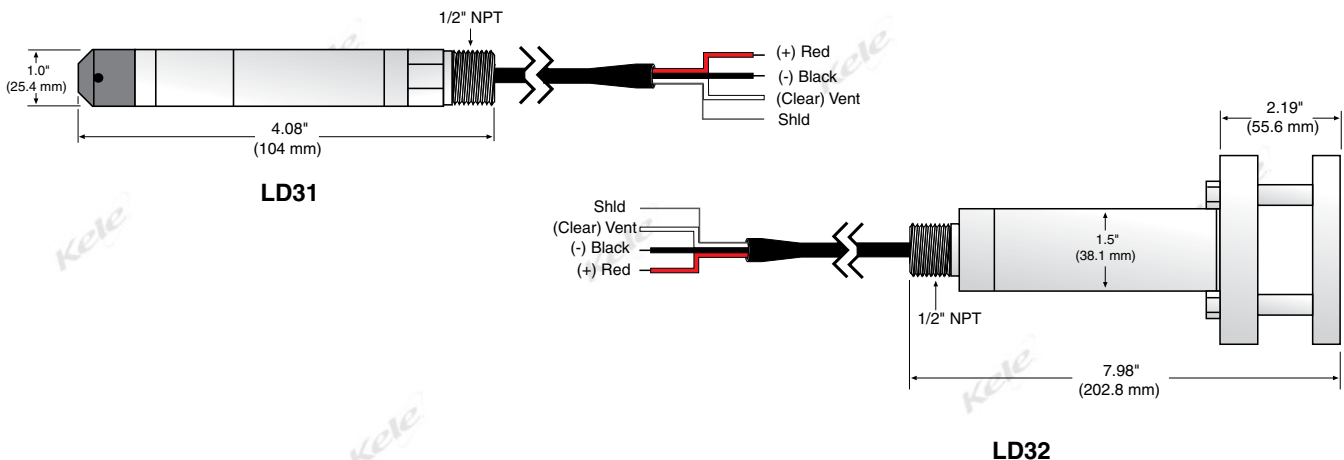 1/2" NPT
1.0"
(25.4 mm)
(+) Red
(-) Black
(Clear) Vent
Shld
4.08"
(104 mm)
LD31
2.19"
(55.6 mm)
Shld
(Clear) Vent
(-) Black
(+) Red
1.5"
(38.1 mm)
1/2" NPT
7.98"
(202.8 mm)
LD32
Kele
Kele
Kele
Kele
Kele
Kele